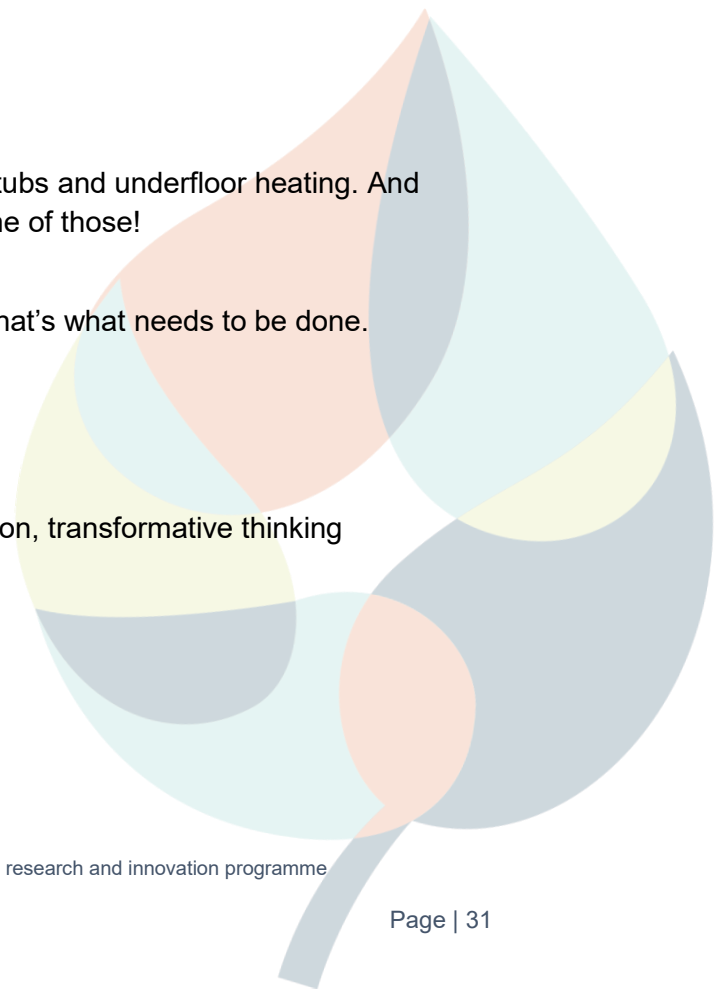 tubs and underfloor heating. And
ne of those!
hat's what needs to be done.
on, transformative thinking
research and innovation programme
Page | 31